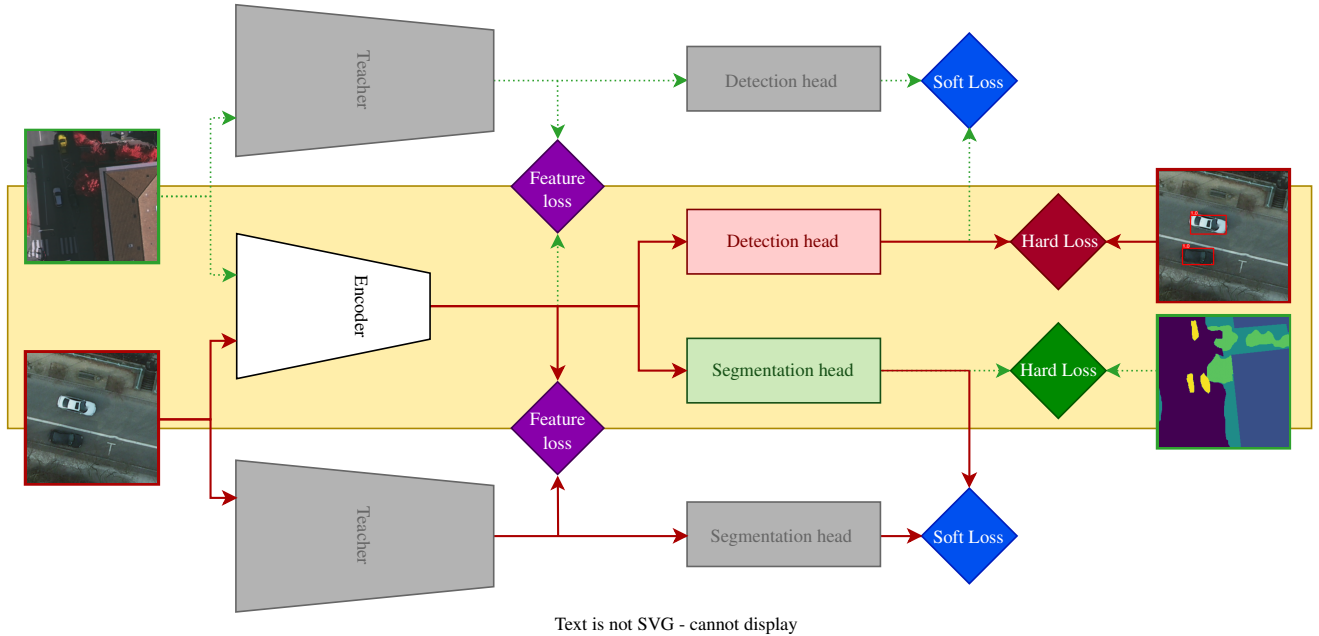 Teacher
Detection head
Soft Loss
Feature
loss
Detection head
Hard Loss
Encoder
Segmentation head
Hard Loss
Feature
loss
Teacher
Segmentation head
Soft Loss
Text is not SVG - cannot display